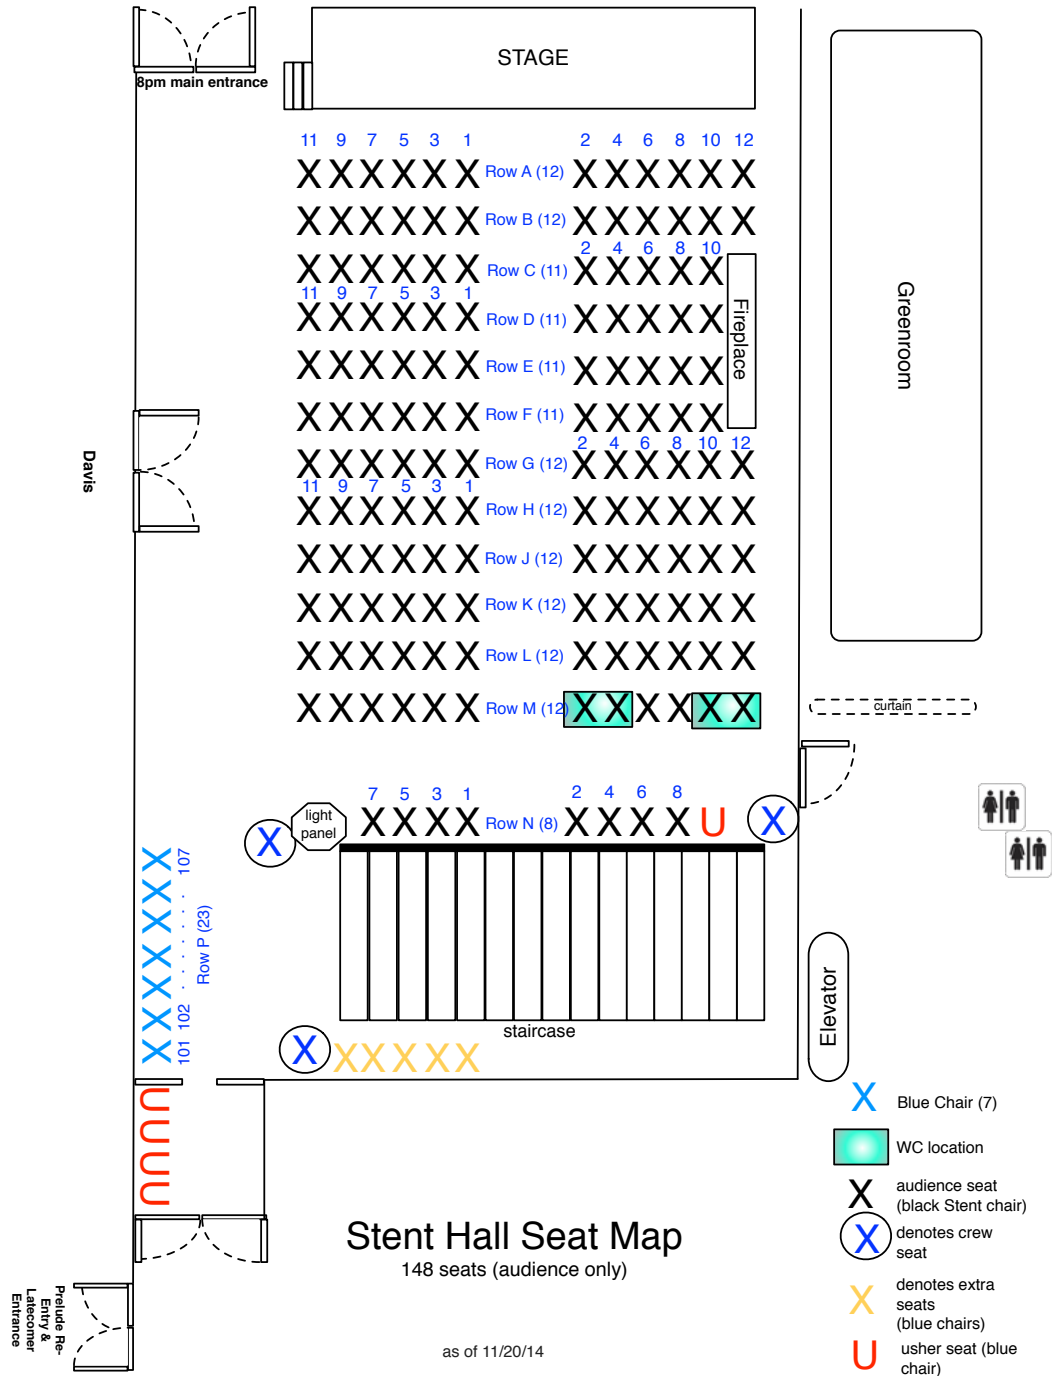 STAGE
8pm main entrance
11 9 7 5 3 1 2 4 6 8 10 12
X X X X X X Row A (12) X X X X X X
X X X X X X Row B (12) X X X X X X
2 4 6 8 10
X X X X X X Row C (11) X X X X X
11 9 7 5 3 1
X X X X X X Row D (11) X X X X X
X X X X X X Row E (11) X X X X X
X X X X X X Row F (11) X X X X X
Fireplace
Greenroom
2 4 6 8 10 12
X X X X X X Row G (12) X X X X X X
11 9 7 5 3 1
X X X X X X Row H (12) X X X X X X
Davis
X X X X X X Row J (12) X X X X X X
X X X X X X Row K (12) X X X X X X
X X X X X X Row L (12) X X X X X X
X X X X X X Row M (12) X X X X X X
curtain
7 5 3 1 2 4 6 8
light
panel
X X X X Row N (8) X X X X U X
X
X X X X X X X
101 102 . . . . . . 107
Row P (23)
staircase
Elevator
X X X X X X
U U U U
X Blue Chair (7)
WC location
X audience seat
(black Stent chair)
X denotes crew
seat
X denotes extra
seats
(blue chairs)
U usher seat (blue
chair)
Stent Hall Seat Map
148 seats (audience only)
Prelude Re-
Entry &
Latecomer
Entrance
as of 11/20/14